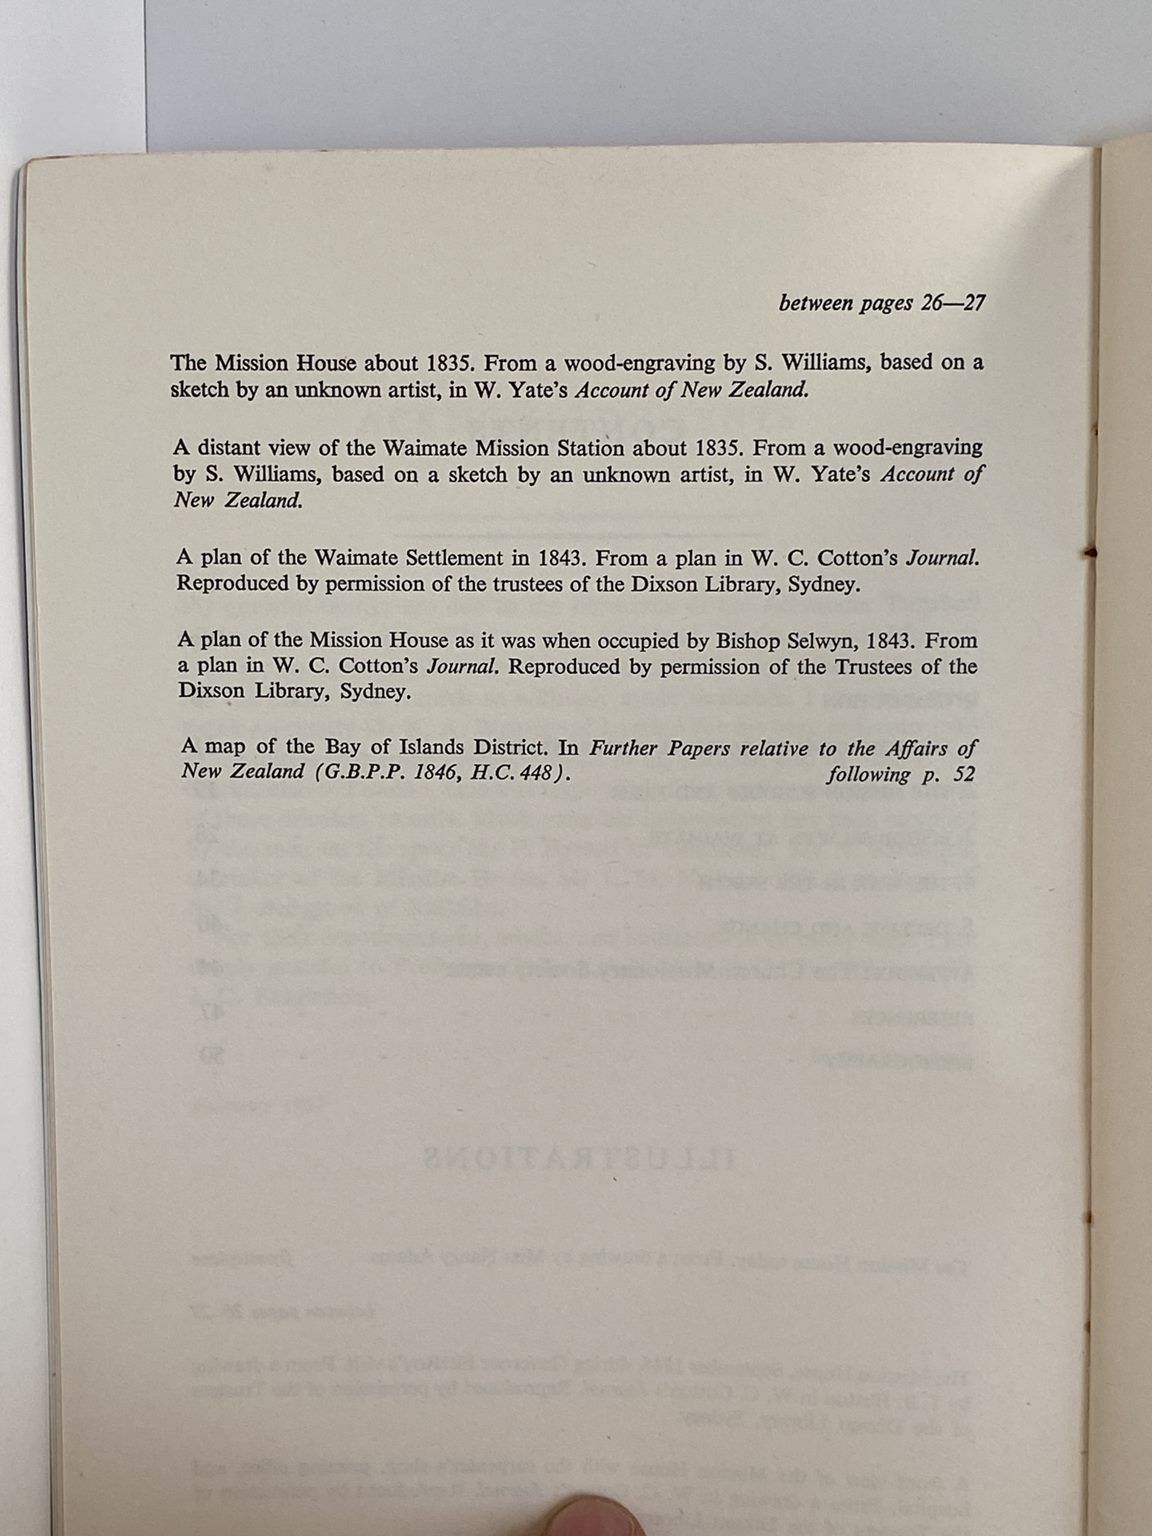 between pages 26—27
The Mission House about 1835. From a wood-engraving by S. Williams, based on a
sketch by an unknown artist, in W. Yate's Account of New Zealand.
A distant view of the Waimate Mission Station about 1835. From a wood-engraving
by S. Williams, based on a sketch by an unknown artist, in W. Yate's Account of
New Zealand.
A plan of the Waimate Settlement in 1843. From a plan in W. C. Cotton's Journal.
Reproduced by permission of the trustees of the Dixson Library, Sydney.
A plan of the Mission House as it was when occupied by Bishop Selwyn, 1843. From
a plan in W. C. Cotton's Journal. Reproduced by permission of the Trustees of the
Dixson Library, Sydney.
A map of the Bay of Islands District. In Further Papers relative to the Affairs of
New Zealand (G.B.P.P. 1846, H.C. 448). following p. 52